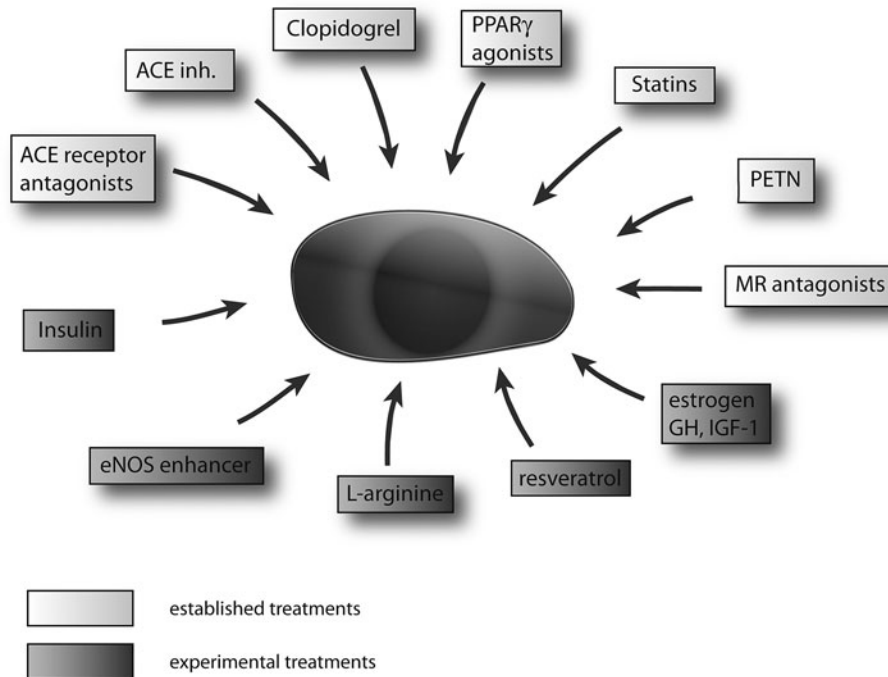 Clopidogrel
PPARγ
agonists
ACE inh.
Statins
ACE receptor
antagonists
PETN
MR antagonists
Insulin
estrogen
GH, IGF-1
eNOS enhancer
L-arginine
resveratrol
established treatments
experimental treatments